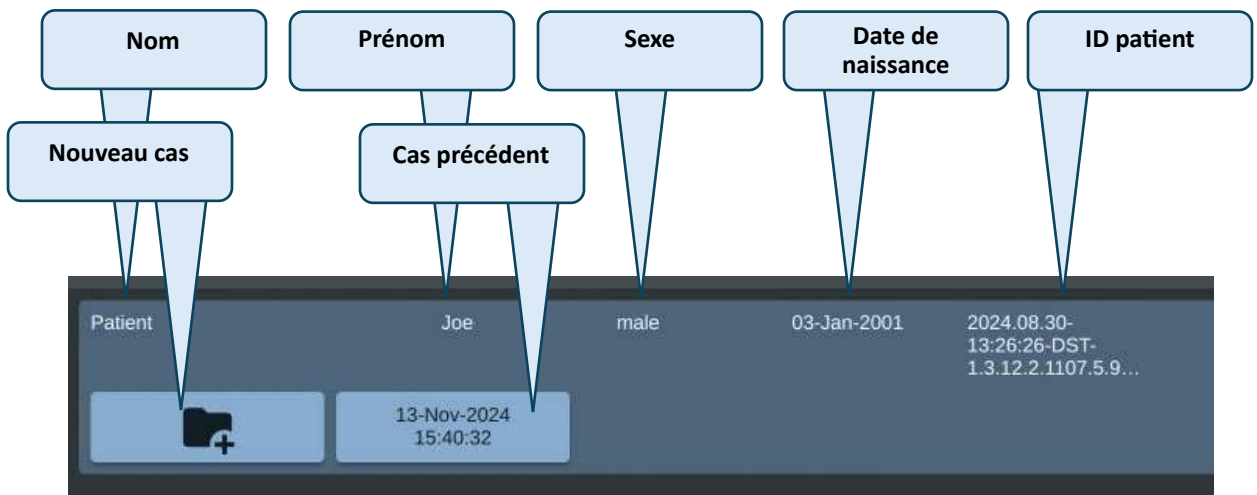 Nom
Prénom
Sexe
Date de
naissance
ID patient
Nouveau cas
Cas précédent
Patient
Joe
male
03-Jan-2001
2024.08.30-
13:26:26-DST-
1.3.12.2.1107.5.9...
13-Nov-2024
15:40:32